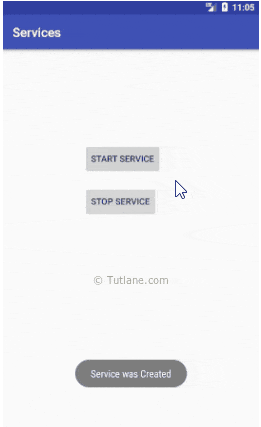 11:05
Services
START SERVICE
STOP SERVICE
© Tutlane.com
Service was Created